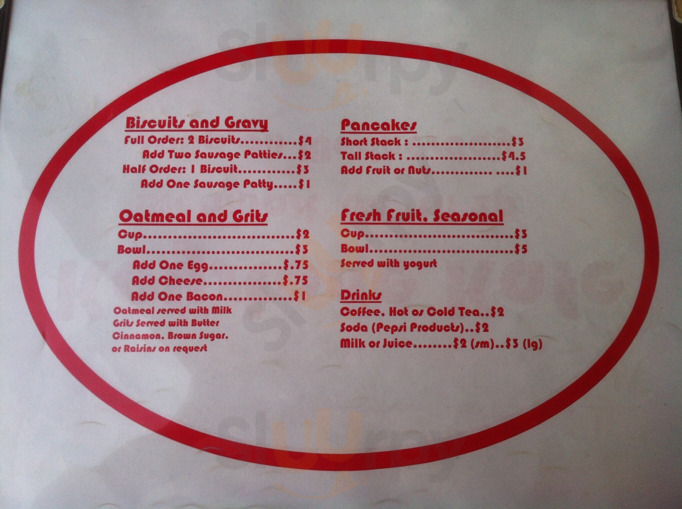 Biscuits and Gravy
Full Order: 2 Biscuits............$4
Add Two Sausage Patties...$2
Half Order: 1 Biscuit............$3
Add One Sausage Patty.....$1
Oatmeal and Grits
Cup...............................$2
Bowl..............................$3
Add One Egg...............$.75
Add Cheese................$.75
Add One Bacon..............$1
Oatmeal served with Milk
Grits Served with Butter
Cinnamon, Brown Sugar,
or Raisins on request
Pancakes
Short Stack : ....................$3
Tall Stack : ....................$4.5
Add Fruit or Nuts............. ....$1
Fresh Fruit, Seasonal
Cup..............................$3
Bowl.............................$5
Served with yogurt
Drinks
Coffee, Hot os Cold Tea..$2
Soda (Pepsi Products)..$2
Milk or Juice........$2 (sm)..$3 (lg)
sluurpy
sluurpy